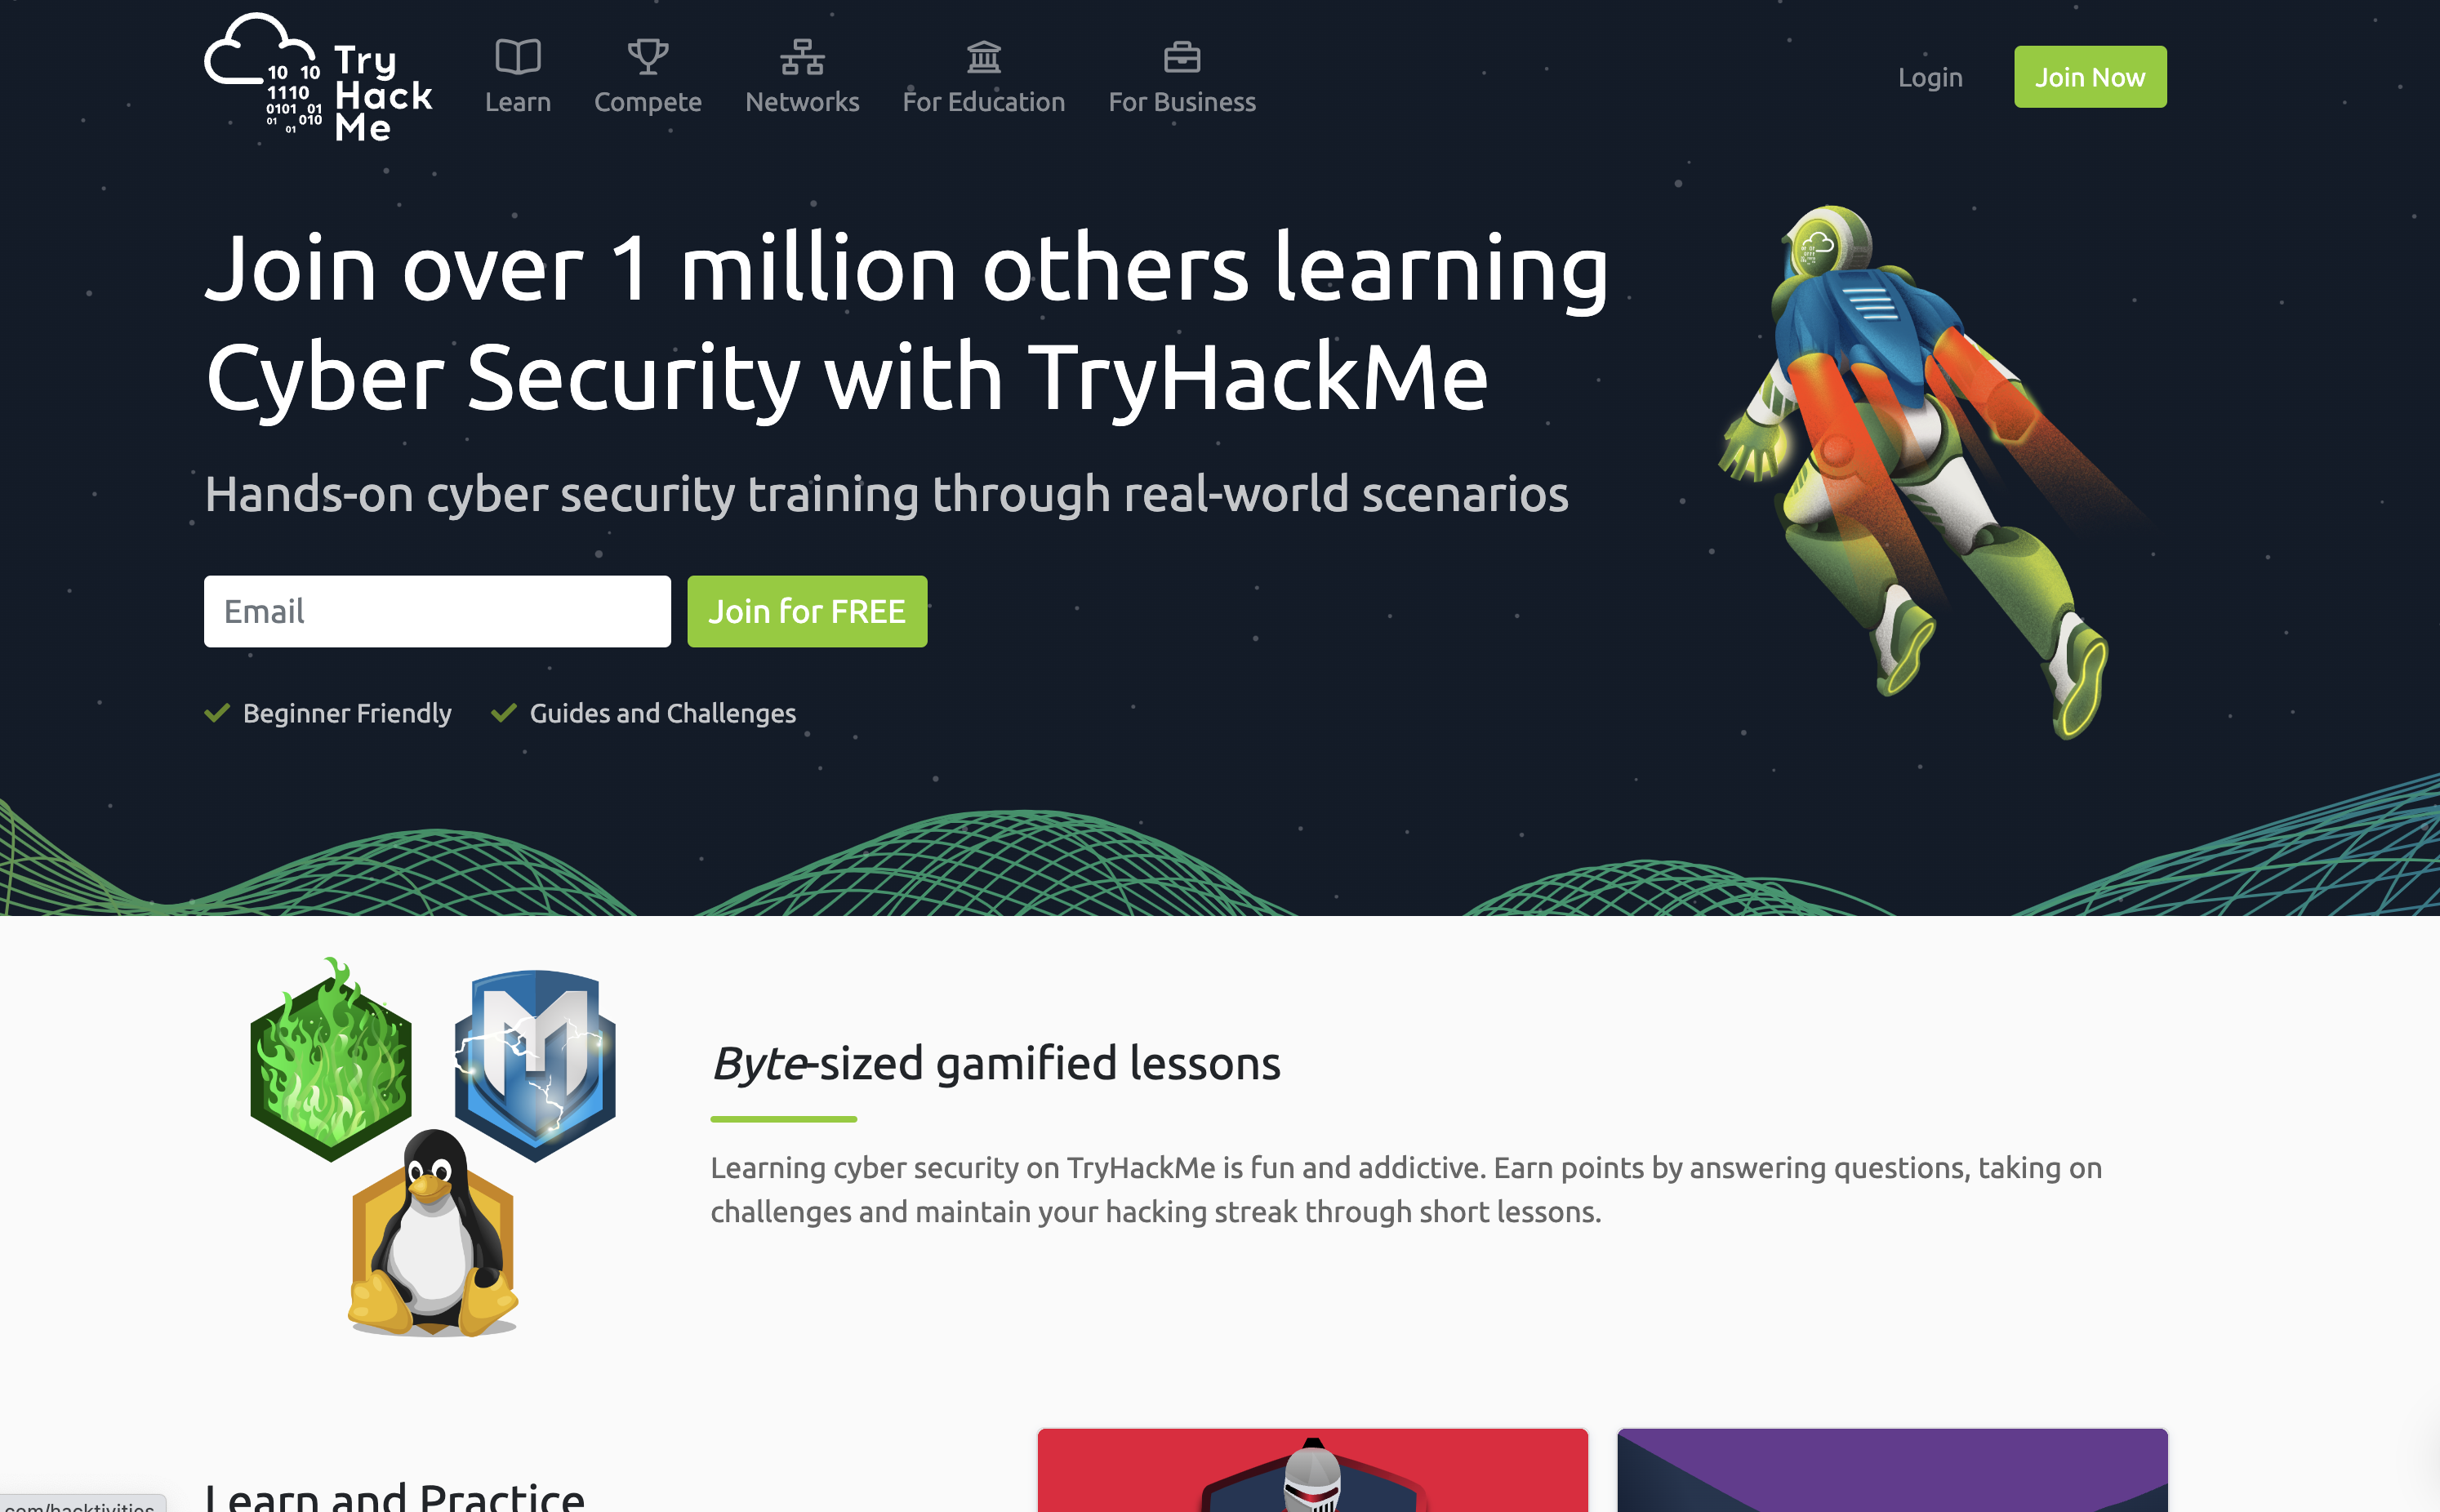 10 10
1110
0101 01
01 010
01
Try
Hack
Me
Learn
Compete
Networks
For Education
For Business
Login
Join Now
Join over 1 million others learning
Cyber Security with TryHackMe
Hands-on cyber security training through real-world scenarios
Email
Join for FREE
Beginner Friendly
Guides and Challenges
M
Byte-sized gamified lessons
Learning cyber security on TryHackMe is fun and addictive. Earn points by answering questions, taking on
challenges and maintain your hacking streak through short lessons.
Learn and Practice
com/hacktivities